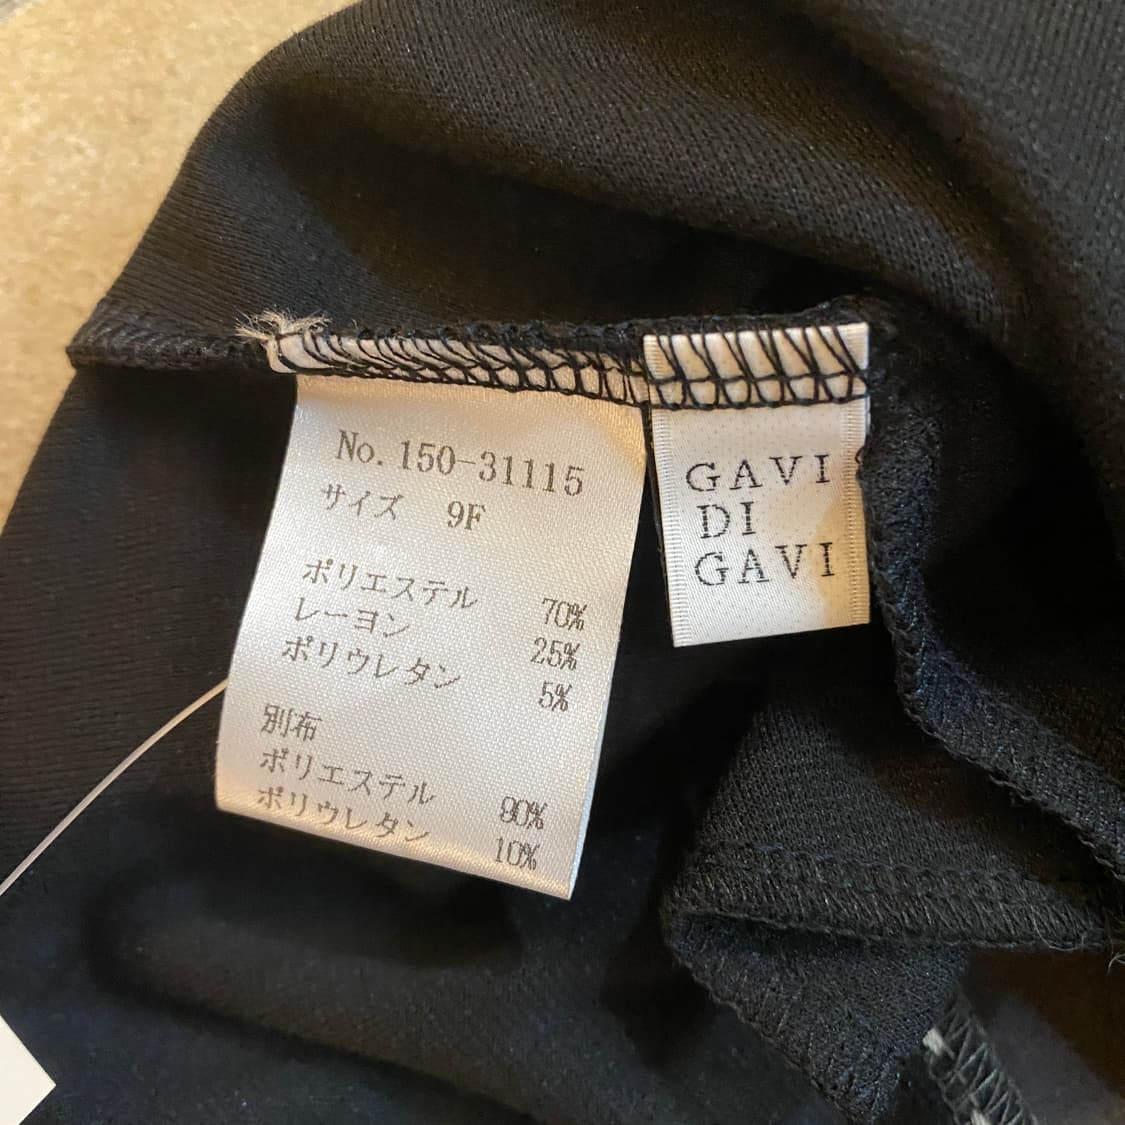 No. 150-31115
サイズ 9F
ポリエステル 70%
レーヨン 25%
ポリウレタン 5%
別布
ポリエステル 90%
ポリウレタン 10%
GAVI
DI
GAVI